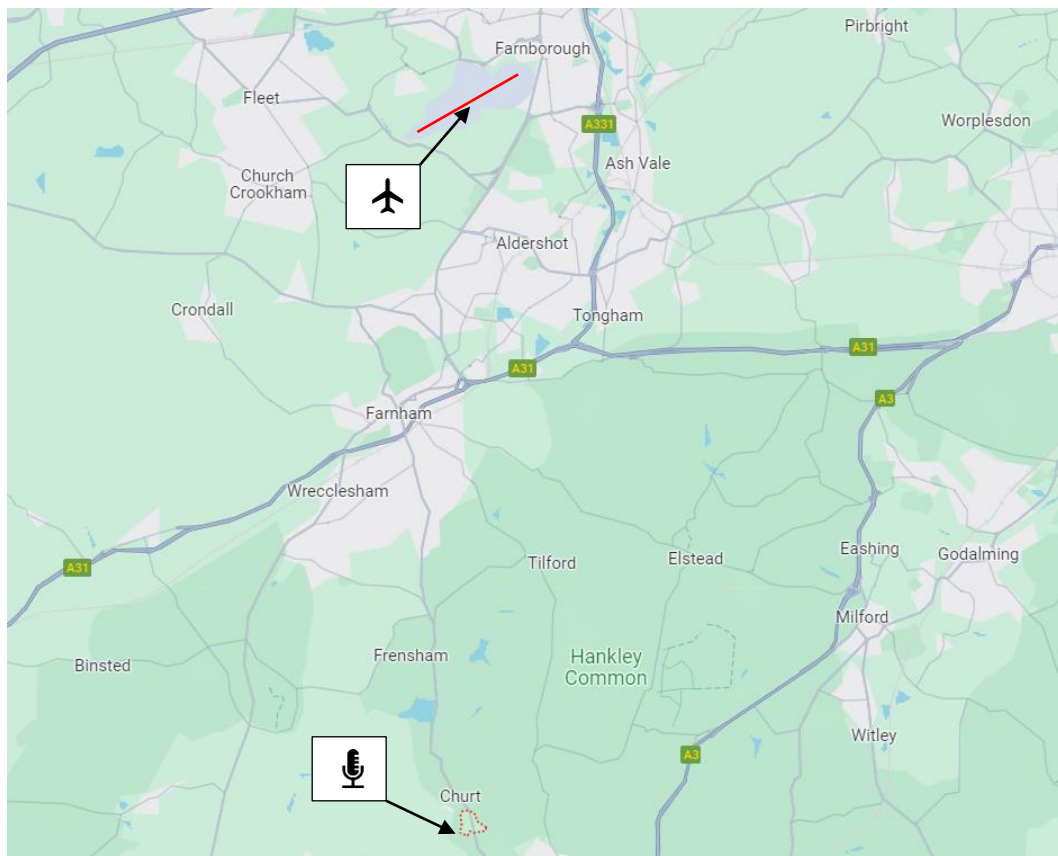 Pirbright
Farnborough
Fleet
Worplesdon
A331
Ash Vale
Church
Crookham
Aldershot
Crondall
Tongham
A31
A31
A3
Farnham
Wrecclesham
Eashing
Godalming
Tilford
Elstead
A31
Milford
Frensham
Hankley
Common
Binsted
Witley
A3
Churt